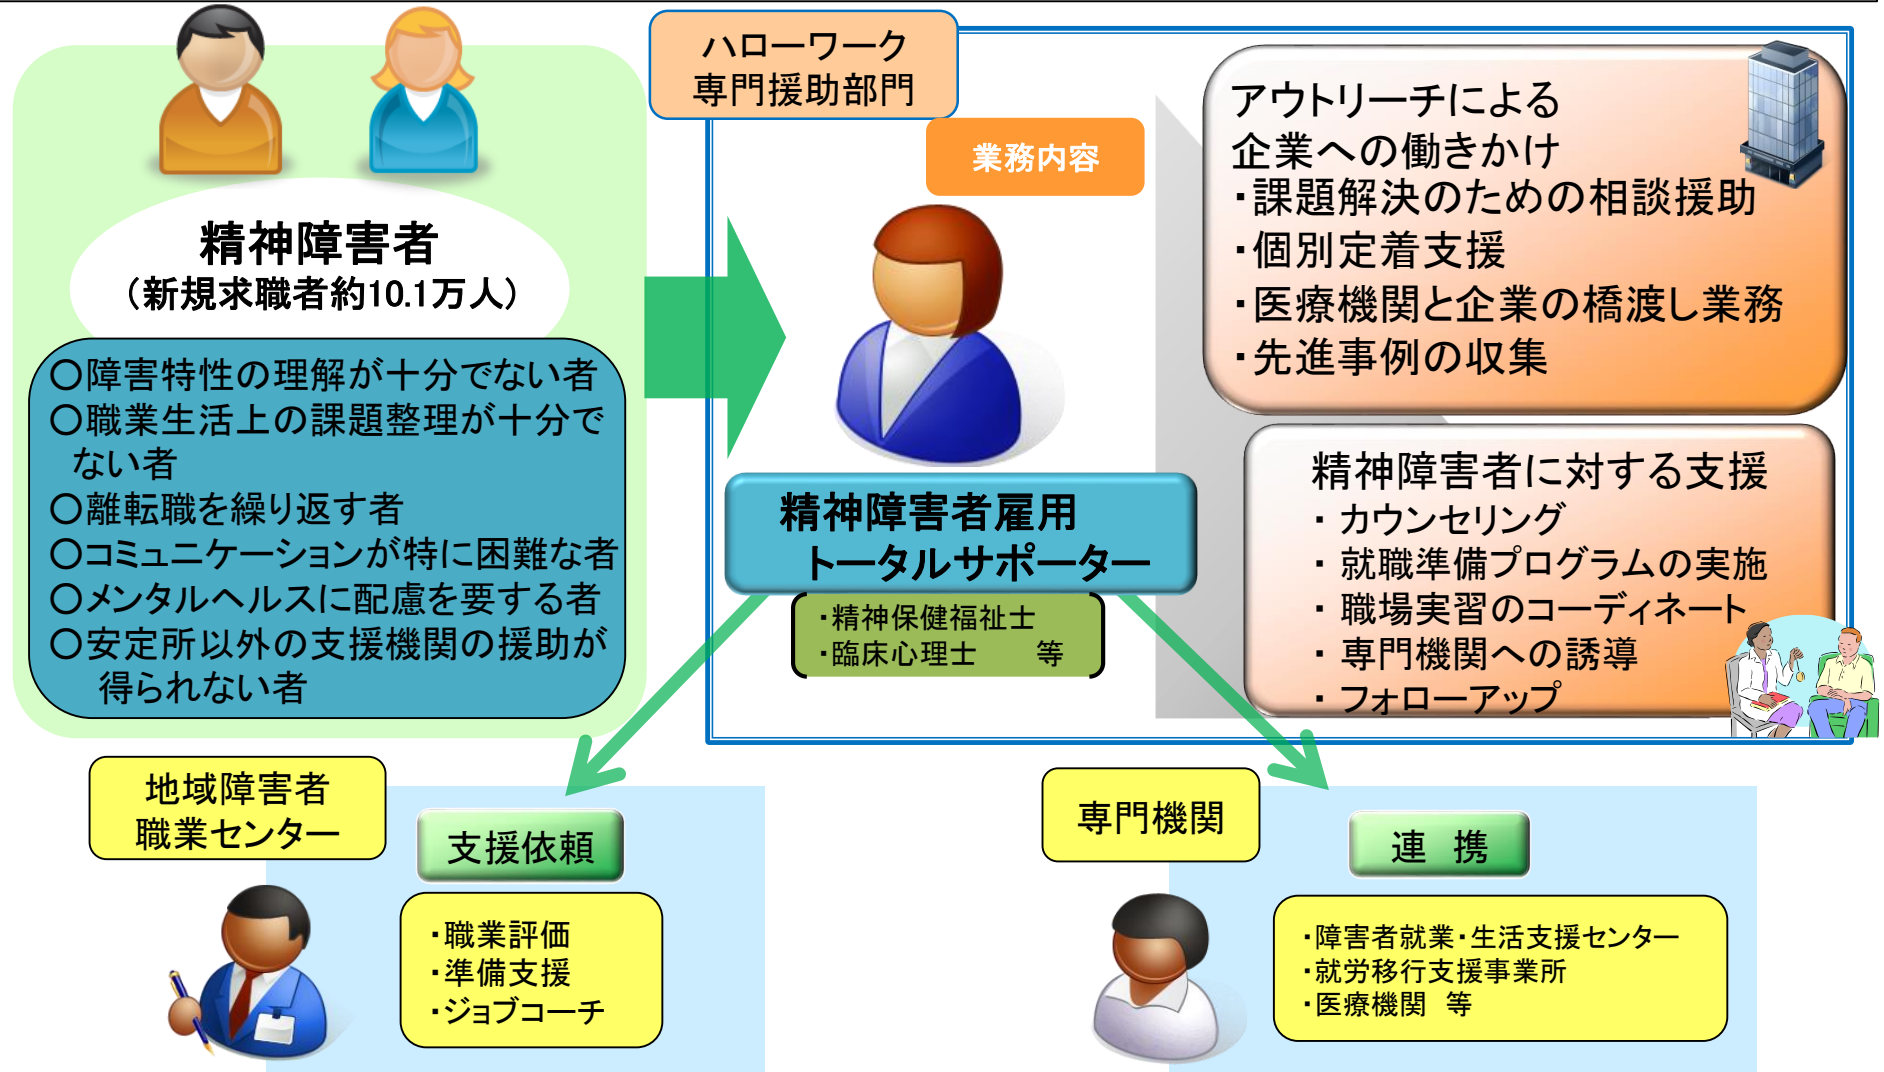 精神障害者
（新規求職者約10.1万人）
○障害特性の理解が十分でない者
○職業生活上の課題整理が十分で
ない者
○離転職を繰り返す者
○コミュニケーションが特に困難な者
○メンタルヘルスに配慮を要する者
○安定所以外の支援機関の援助が
得られない者
ハローワーク
専門援助部門
業務内容
精神障害者雇用
トータルサポーター
・精神保健福祉士
・臨床心理士　　等
アウトリーチによる
企業への働きかけ
・課題解決のための相談援助
・個別定着支援
・医療機関と企業の橋渡し業務
・先進事例の収集
精神障害者に対する支援
・ カウンセリング
・ 就職準備プログラムの実施
・ 職場実習のコーディネート
・ 専門機関への誘導
・ フォローアップ
地域障害者
職業センター
支援依頼
・職業評価
・準備支援
・ジョブコーチ
専門機関
連　携
・障害者就業・生活支援センター
・就労移行支援事業所
・医療機関　等